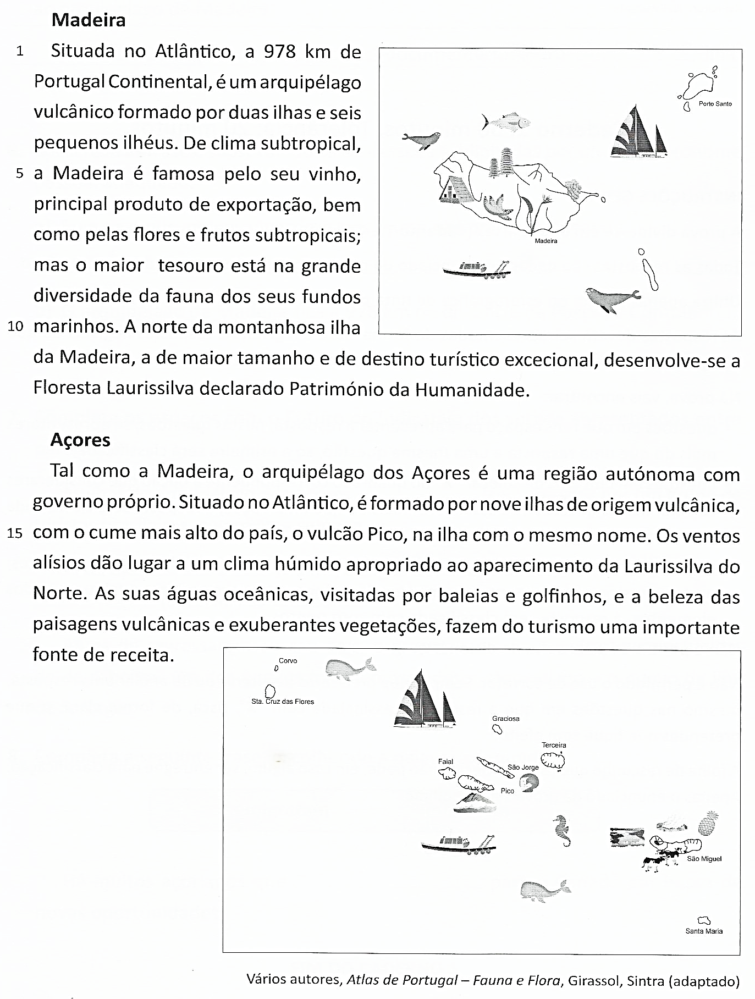 Madeira
1 Situada no Atlântico, a 978 km de
Portugal Continental, é um arquipélago
vulcânico formado por duas ilhas e seis
pequenos ilhéus. De clima subtropical,
5 a Madeira é famosa pelo seu vinho,
principal produto de exportação, bem
como pelas flores e frutos subtropicais;
mas o maior tesouro está na grande
diversidade da fauna dos seus fundos
10 marinhos. A norte da montanhosa ilha
da Madeira, a de maior tamanho e de destino turístico excecional, desenvolve-se a
Floresta Laurissilva declarado Património da Humanidade.
Porto Santo
Madeira
Açores
Tal como a Madeira, o arquipélago dos Açores é uma região autónoma com
governo próprio. Situado no Atlântico, é formado por nove ilhas de origem vulcânica,
15 com o cume mais alto do país, o vulcão Pico, na ilha com o mesmo nome. Os ventos
alísios dão lugar a um clima húmido apropriado ao aparecimento da Laurissilva do
Norte. As suas águas oceânicas, visitadas por baleias e golfinhos, e a beleza das
paisagens vulcânicas e exuberantes vegetações, fazem do turismo uma importante
fonte de receita.
Corvo
Sta. Cruz das Flores
Graciosa
Terceira
Faial
São Jorge
Pico
São Miguel
Santa Maria
Vários autores, Atlas de Portugal – Fauna e Flora, Girassol, Sintra (adaptado)